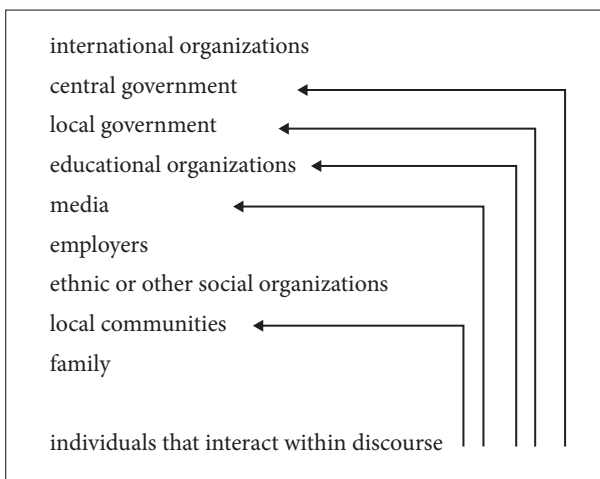 international organizations
central government
local government
educational organizations
media
employers
ethnic or other social organizations
local communities
family
individuals that interact within discourse